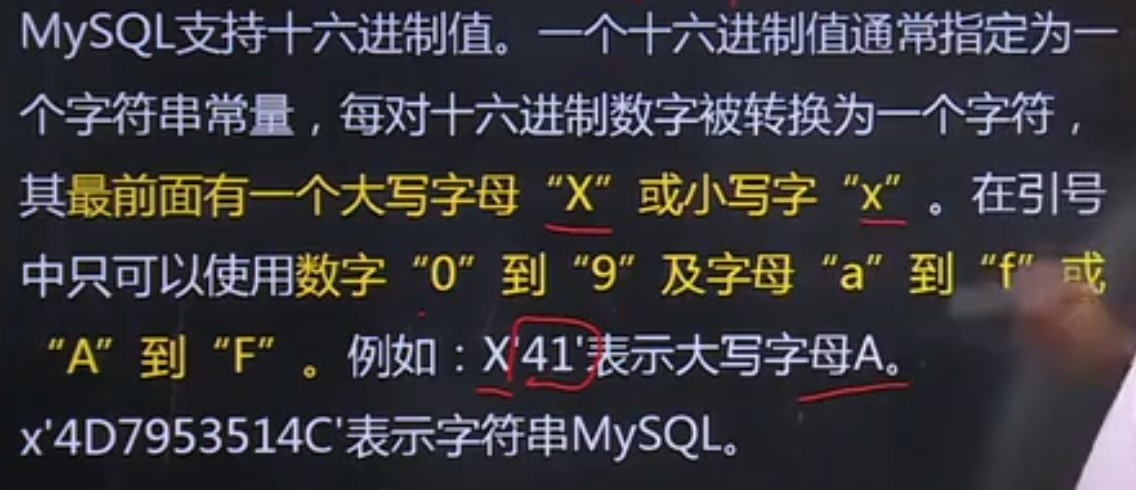 MySQL支持十六进制值。一个十六进制值通常指定为一
个字符串常量，每对十六进制数字被转换为一个字符，
其最前面有一个大写字母“X”或小写字“x”。在引号
中只可以使用数字“0”到“9”及字母“a”到“f”或
“A”到“F”。例如：X'41'表示大写字母A。
x'4D7953514C'表示字符串MySQL。